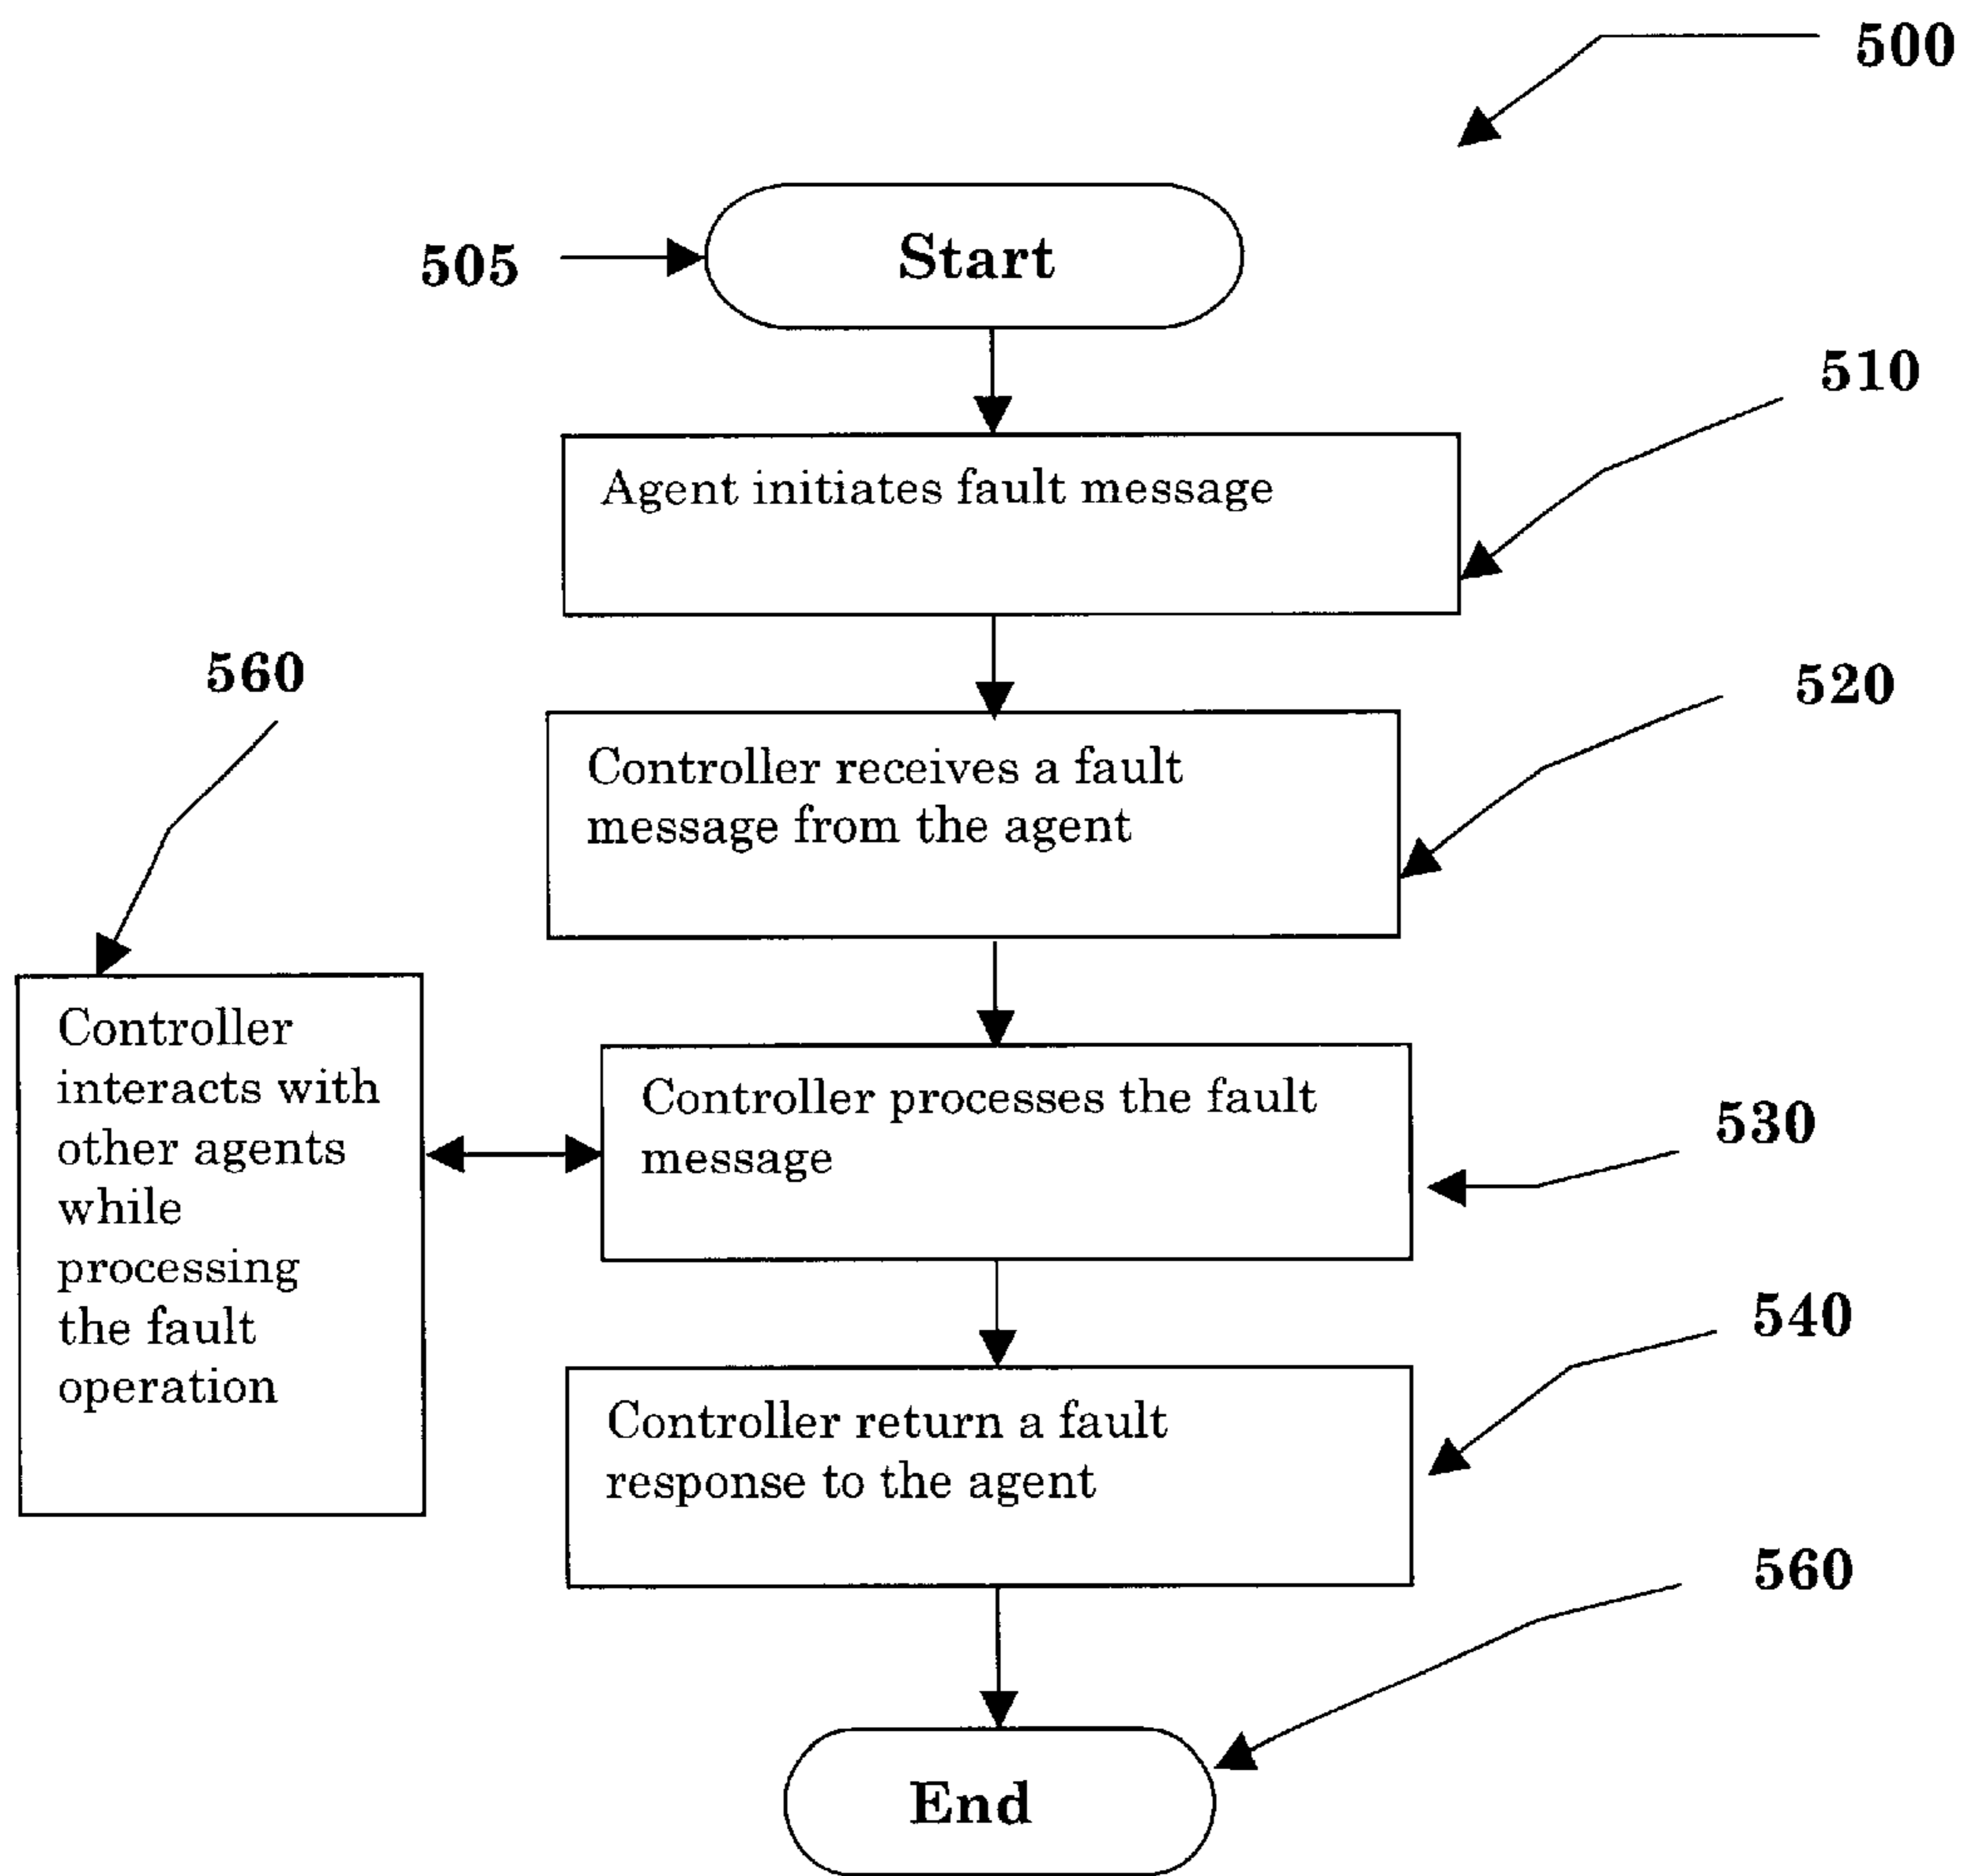 500
505
Start
510
Agent initiates fault message
560
520
Controller receives a fault
message from the agent
Controller
interacts with
other agents
while
processing
the fault
operation
Controller processes the fault
message
530
540
Controller return a fault
response to the agent
560
End